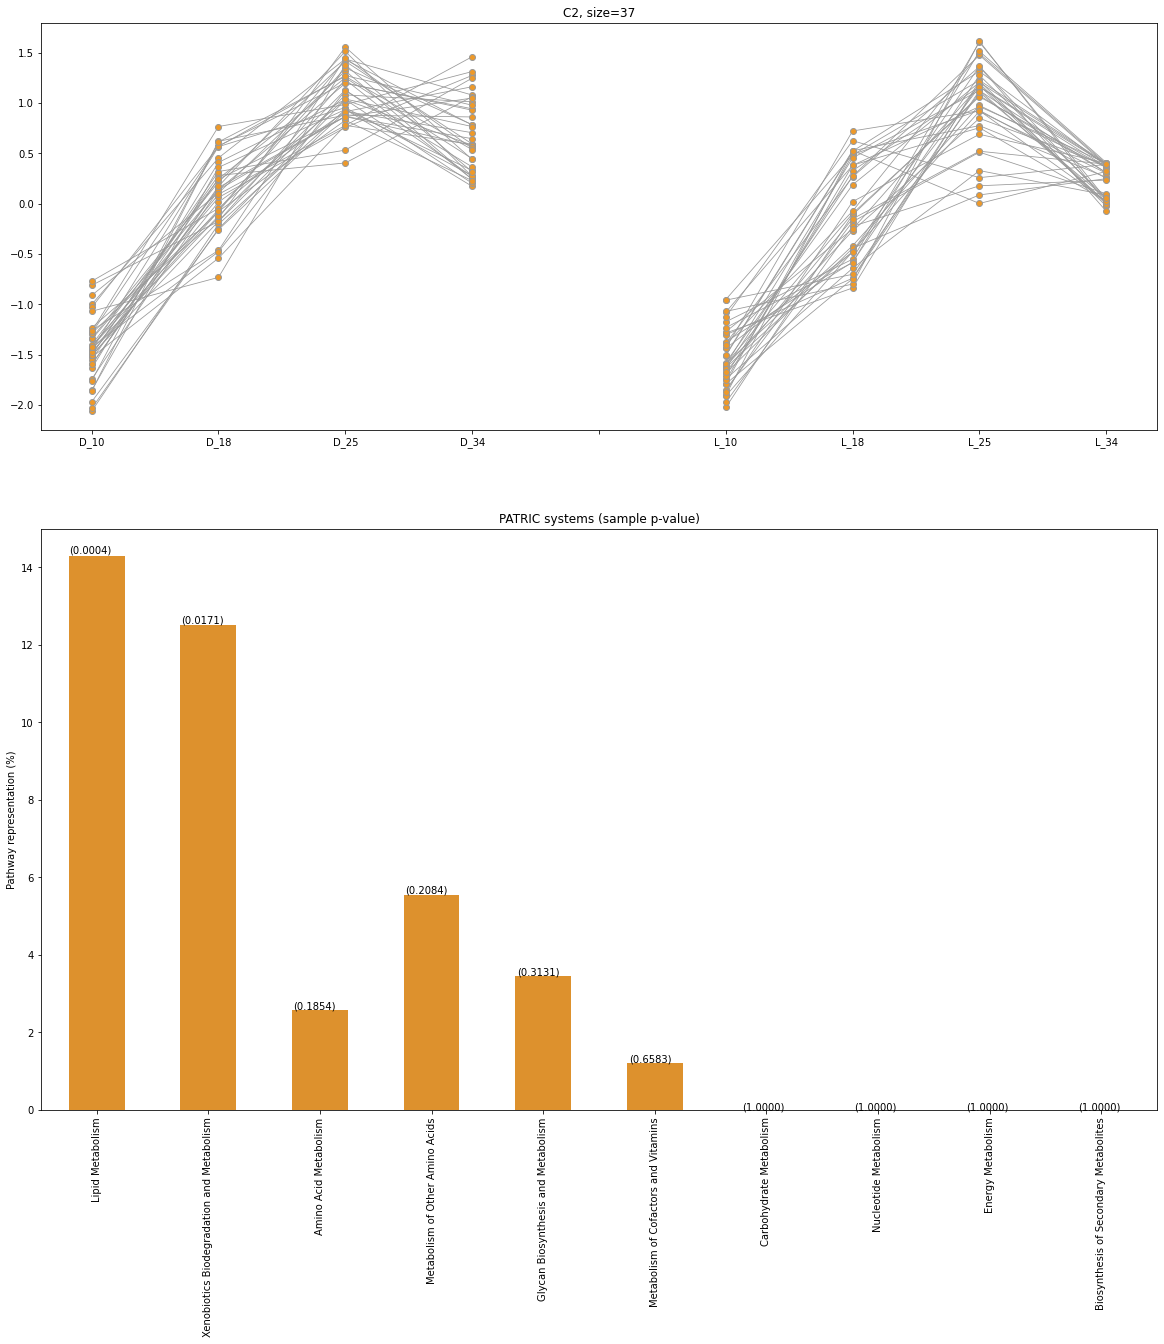 C2, size=37
1.5
1.0
0.5
0.0
−0.5
−1.0
−1.5
−2.0
D_10 D_18 D_25 D_34 L_10 L_18 L_25 L_34
PATRIC systems (sample p-value)
Pathway representation (%)
14
12
10
8
6
4
2
0
(0.0004)
(0.0171)
(0.1854)
(0.2084)
(0.3131)
(0.6583)
(1.0000)
(1.0000)
(1.0000)
(1.0000)
Lipid Metabolism
Xenobiotics Biodegradation and Metabolism
Amino Acid Metabolism
Metabolism of Other Amino Acids
Glycan Biosynthesis and Metabolism
Metabolism of Cofactors and Vitamins
Carbohydrate Metabolism
Nucleotide Metabolism
Energy Metabolism
Biosynthesis of Secondary Metabolites